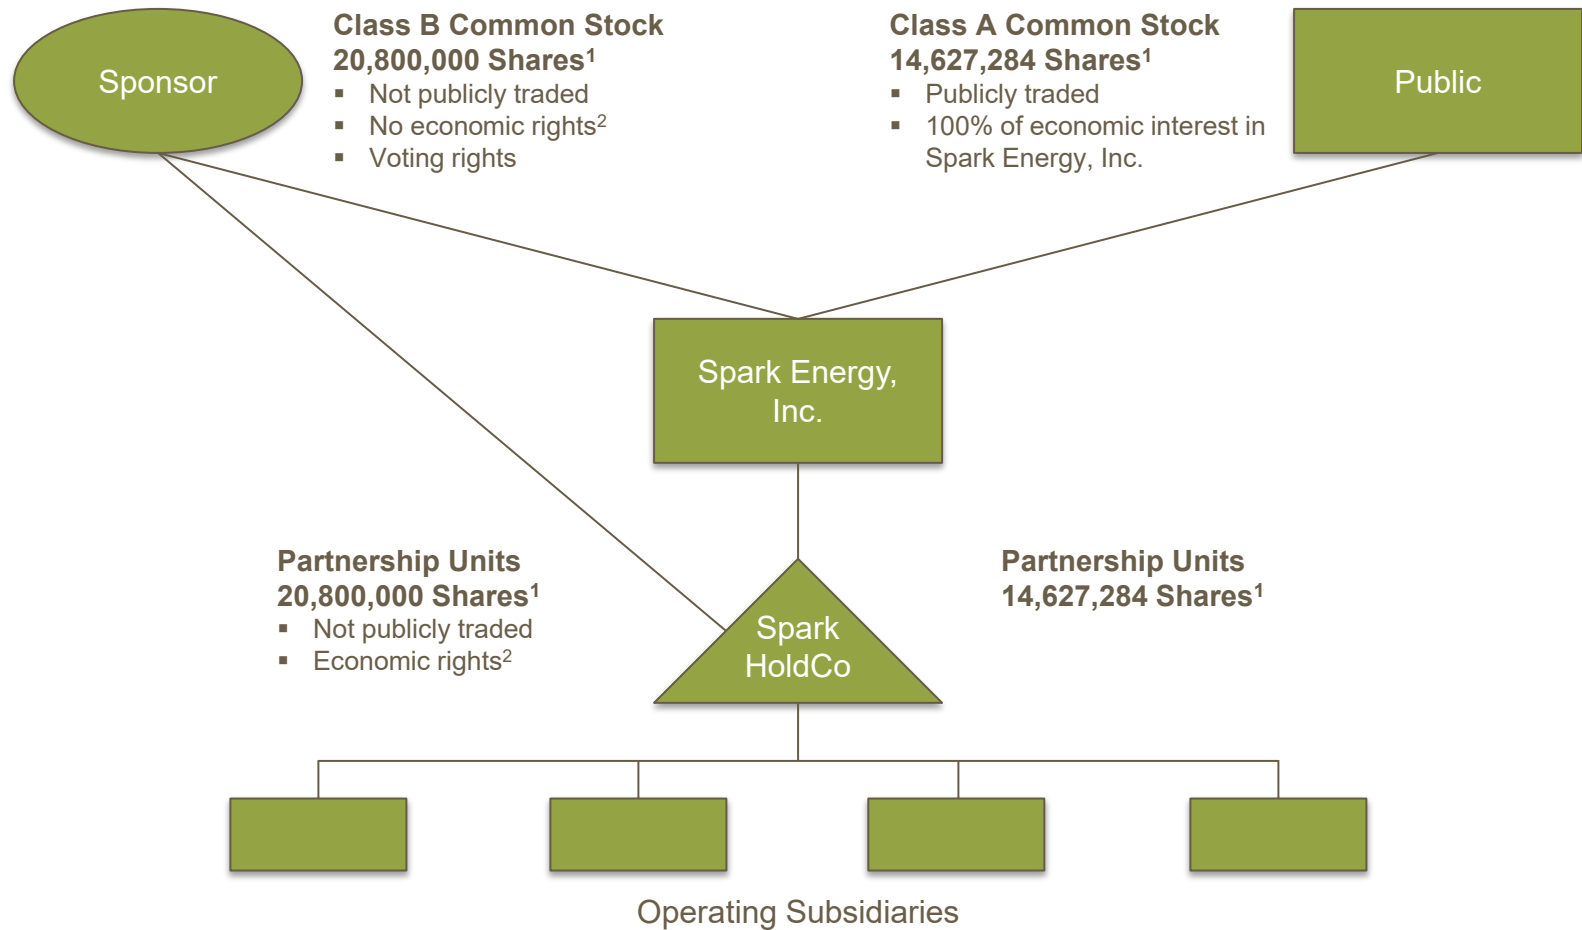 Sponsor
Class B Common Stock
20,800,000 Shares¹
▪ Not publicly traded
▪ No economic rights²
▪ Voting rights
Class A Common Stock
14,627,284 Shares¹
▪ Publicly traded
▪ 100% of economic interest in
Spark Energy, Inc.
Public
Spark Energy,
Inc.
Partnership Units
20,800,000 Shares¹
▪ Not publicly traded
▪ Economic rights²
Spark
HoldCo
Partnership Units
14,627,284 Shares¹
Operating Subsidiaries